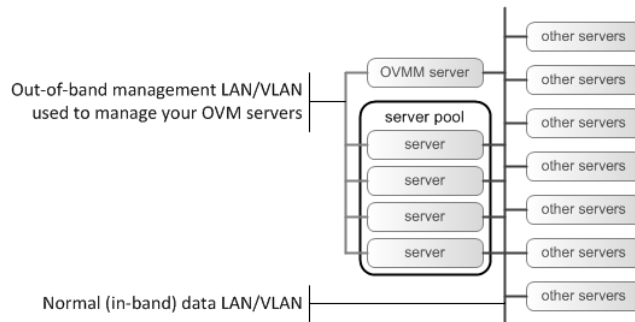 Out-of-band management LAN/VLAN
used to manage your OVM servers
Normal (in-band) data LAN/VLAN
OVMM server
server pool
server
server
server
server
other servers
other servers
other servers
other servers
other servers
other servers
other servers